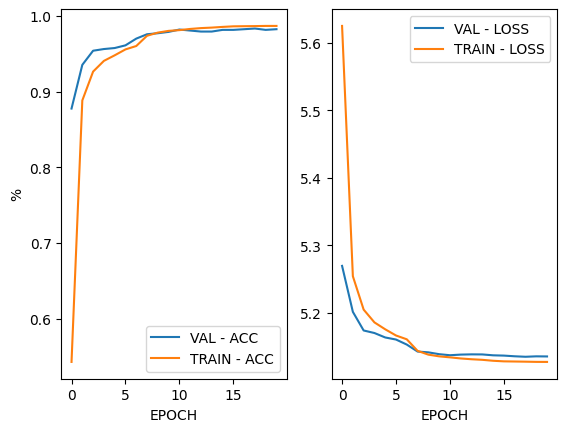 1.0
0.9
0.8
0.7
0.6
%
0 5 10 15
EPOCH
VAL - ACC
TRAIN - ACC
5.6
5.5
5.4
5.3
5.2
0 5 10 15
EPOCH
VAL - LOSS
TRAIN - LOSS